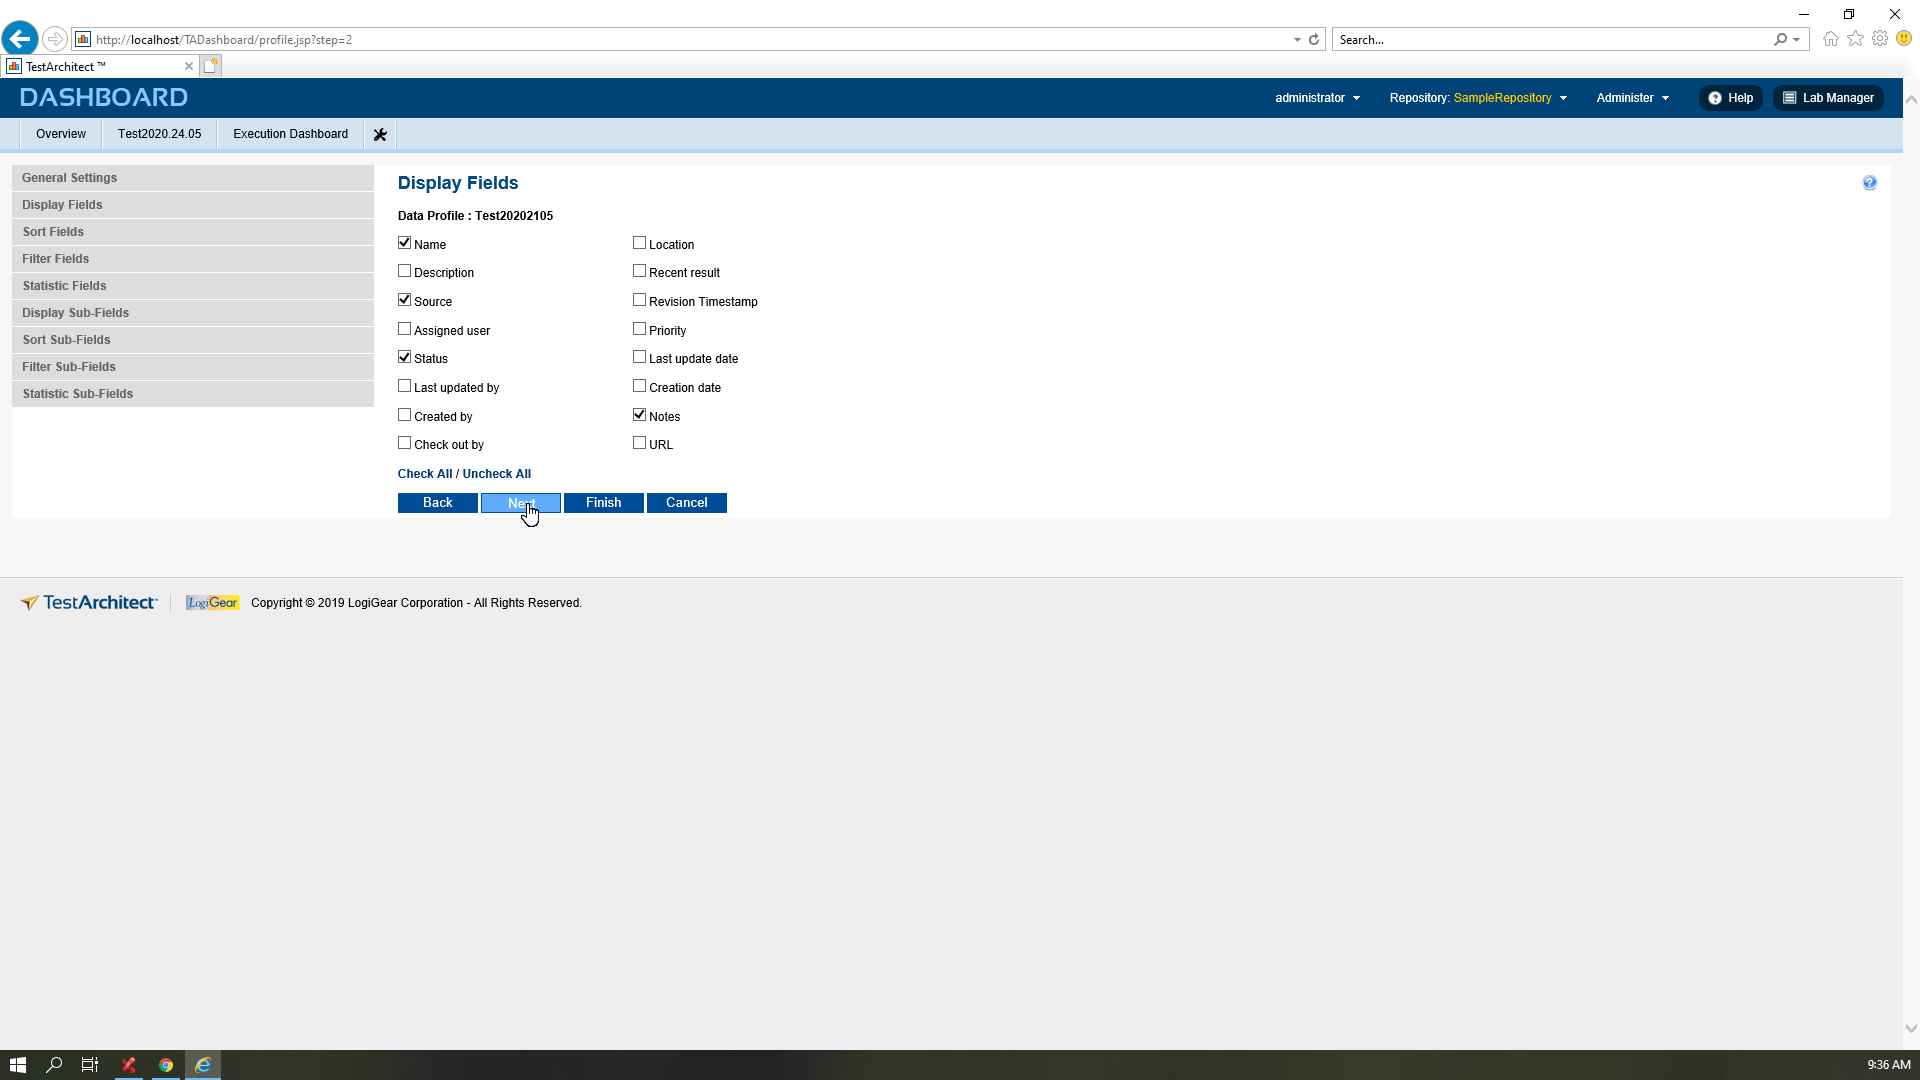 http://localhost/TADashboard/profile.jsp?step=2
Search...
TestArchitect ™
DASHBOARD
administrator
Repository: SampleRepository
Administer
Help
Lab Manager
Overview
Test2020.24.05
Execution Dashboard
General Settings
Display Fields
Sort Fields
Filter Fields
Statistic Fields
Display Sub-Fields
Sort Sub-Fields
Filter Sub-Fields
Statistic Sub-Fields
Display Fields
Data Profile : Test20202105
Name
Location
Description
Recent result
Source
Revision Timestamp
Assigned user
Priority
Status
Last update date
Last updated by
Creation date
Created by
Notes
Check out by
URL
Check All / Uncheck All
Back
Next
Finish
Cancel
TestArchitect
LogiGear
Copyright © 2019 LogiGear Corporation - All Rights Reserved.
9:36 AM